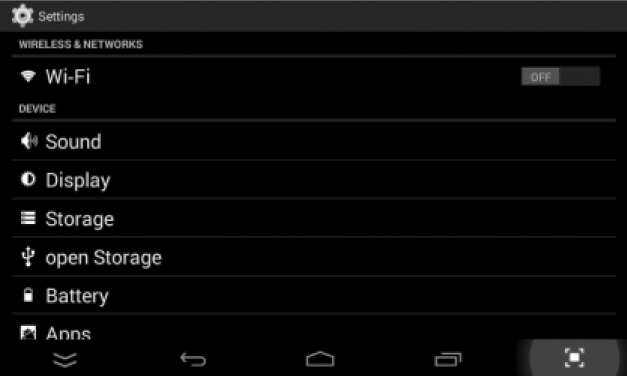 Settings
WIRELESS & NETWORKS
Wi-Fi OFF
DEVICE
Sound
Display
Storage
open Storage
Battery
Apps